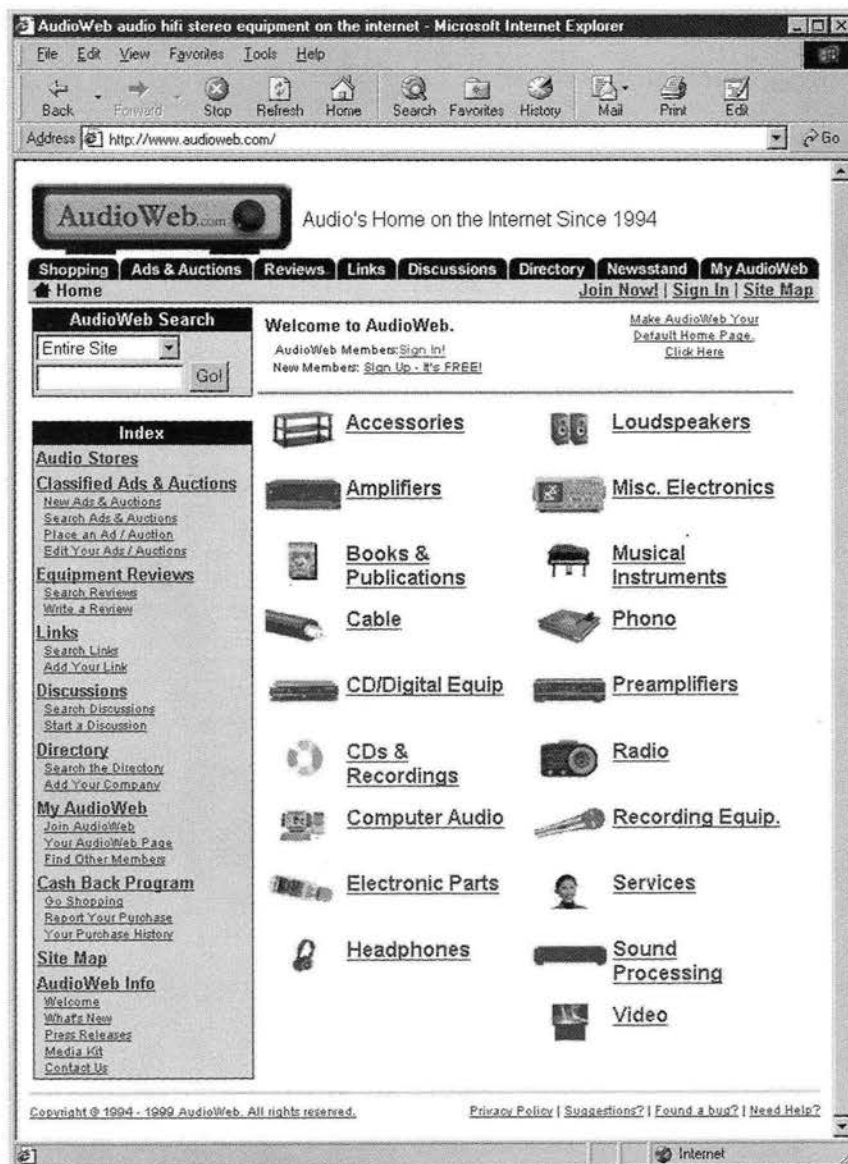 AudioWeb audio hifi stereo equipment on the internet - Microsoft Internet Explorer
File Edit View Favorites Tools Help
Back Forward Stop Refresh Home Search Favorites History Mail Print Edit
Address http://www.audioweb.com/ Go
AudioWeb.com Audio's Home on the Internet Since 1994
Shopping Ads & Auctions Reviews Links Discussions Directory Newsstand My AudioWeb
Home Join Now! | Sign In | Site Map
AudioWeb Search
Entire Site
Go!
Welcome to AudioWeb.
AudioWeb Members:Sign In!
New Members: Sign Up - It's FREE!
Make AudioWeb Your
Default Home Page.
Click Here
Index
Audio Stores
Classified Ads & Auctions
New Ads & Auctions
Search Ads & Auctions
Place an Ad / Auction
Edit Your Ads / Auctions
Equipment Reviews
Search Reviews
Write a Review
Links
Search Links
Add Your Link
Discussions
Search Discussions
Start a Discussion
Directory
Search the Directory
Add Your Company
My AudioWeb
Join AudioWeb
Your AudioWeb Page
Find Other Members
Cash Back Program
Go Shopping
Report Your Purchase
Your Purchase History
Site Map
AudioWeb Info
Welcome
What's New
Press Releases
Media Kit
Contact Us
Accessories
Amplifiers
Books &
Publications
Cable
CD/Digital Equip
CDs &
Recordings
Computer Audio
Electronic Parts
Headphones
Loudspeakers
Misc. Electronics
Musical
Instruments
Phono
Preamplifiers
Radio
Recording Equip.
Services
Sound
Processing
Video
Copyright @ 1994 - 1999 AudioWeb. All rights reserved.
Privacy Policy | Suggestions? | Found a bug? | Need Help?
Internet